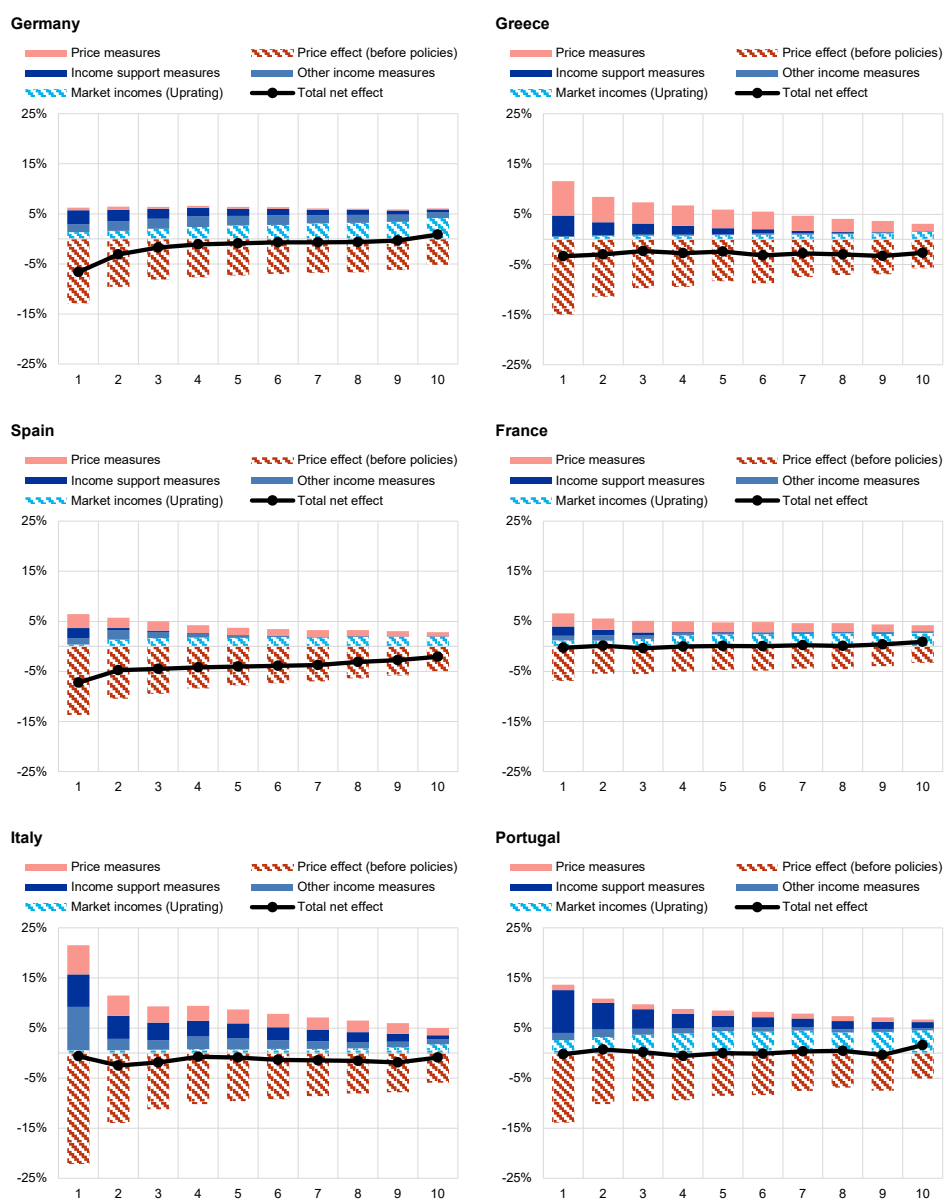 Germany
Price measures Price effect (before policies)
Income support measures Other income measures
Market incomes (Uprating) Total net effect
25%
15%
5%
-5%
-15%
-25%
1 2 3 4 5 6 7 8 9 10
Greece
Price measures Price effect (before policies)
Income support measures Other income measures
Market incomes (Uprating) Total net effect
25%
15%
5%
-5%
-15%
-25%
1 2 3 4 5 6 7 8 9 10
Spain
Price measures Price effect (before policies)
Income support measures Other income measures
Market incomes (Uprating) Total net effect
25%
15%
5%
-5%
-15%
-25%
1 2 3 4 5 6 7 8 9 10
France
Price measures Price effect (before policies)
Income support measures Other income measures
Market incomes (Uprating) Total net effect
25%
15%
5%
-5%
-15%
-25%
1 2 3 4 5 6 7 8 9 10
Italy
Price measures Price effect (before policies)
Income support measures Other income measures
Market incomes (Uprating) Total net effect
25%
15%
5%
-5%
-15%
-25%
1 2 3 4 5 6 7 8 9 10
Portugal
Price measures Price effect (before policies)
Income support measures Other income measures
Market incomes (Uprating) Total net effect
25%
15%
5%
-5%
-15%
-25%
1 2 3 4 5 6 7 8 9 10